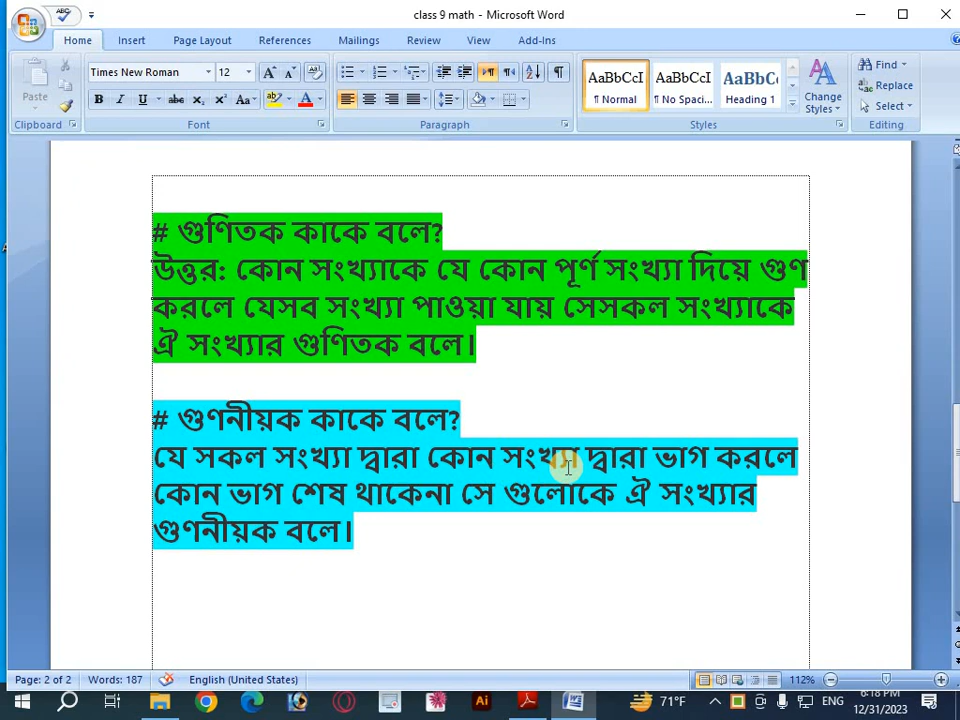 class 9 math - Microsoft Word
Home Insert Page Layout References Mailings Review View Add-Ins
Paste
Times New Roman 12
AaBbCcI AaBbCcI AaBbC
¶ Normal ¶ No Spaci... Heading 1
Change Styles
Find
Replace
Select
Clipboard Font Paragraph Styles Editing
# গুণিতক কাকে বলে?
উত্তর: কোন সংখ্যাকে যে কোন পূর্ণ সংখ্যা দিয়ে গুণ
করলে যেসব সংখ্যা পাওয়া যায় সেসকল সংখ্যাকে
ঐ সংখ্যার গুণিতক বলে।
# গুণনীয়ক কাকে বলে?
যে সকল সংখ্যা দ্বারা কোন সংখ্যা দ্বারা ভাগ করলে
কোন ভাগ শেষ থাকেনা সে গুলোকে ঐ সংখ্যার
গুণনীয়ক বলে।
Page: 2 of 2 Words: 187 English (United States) 112%
71°F ENG 6:18 PM
12/31/2023